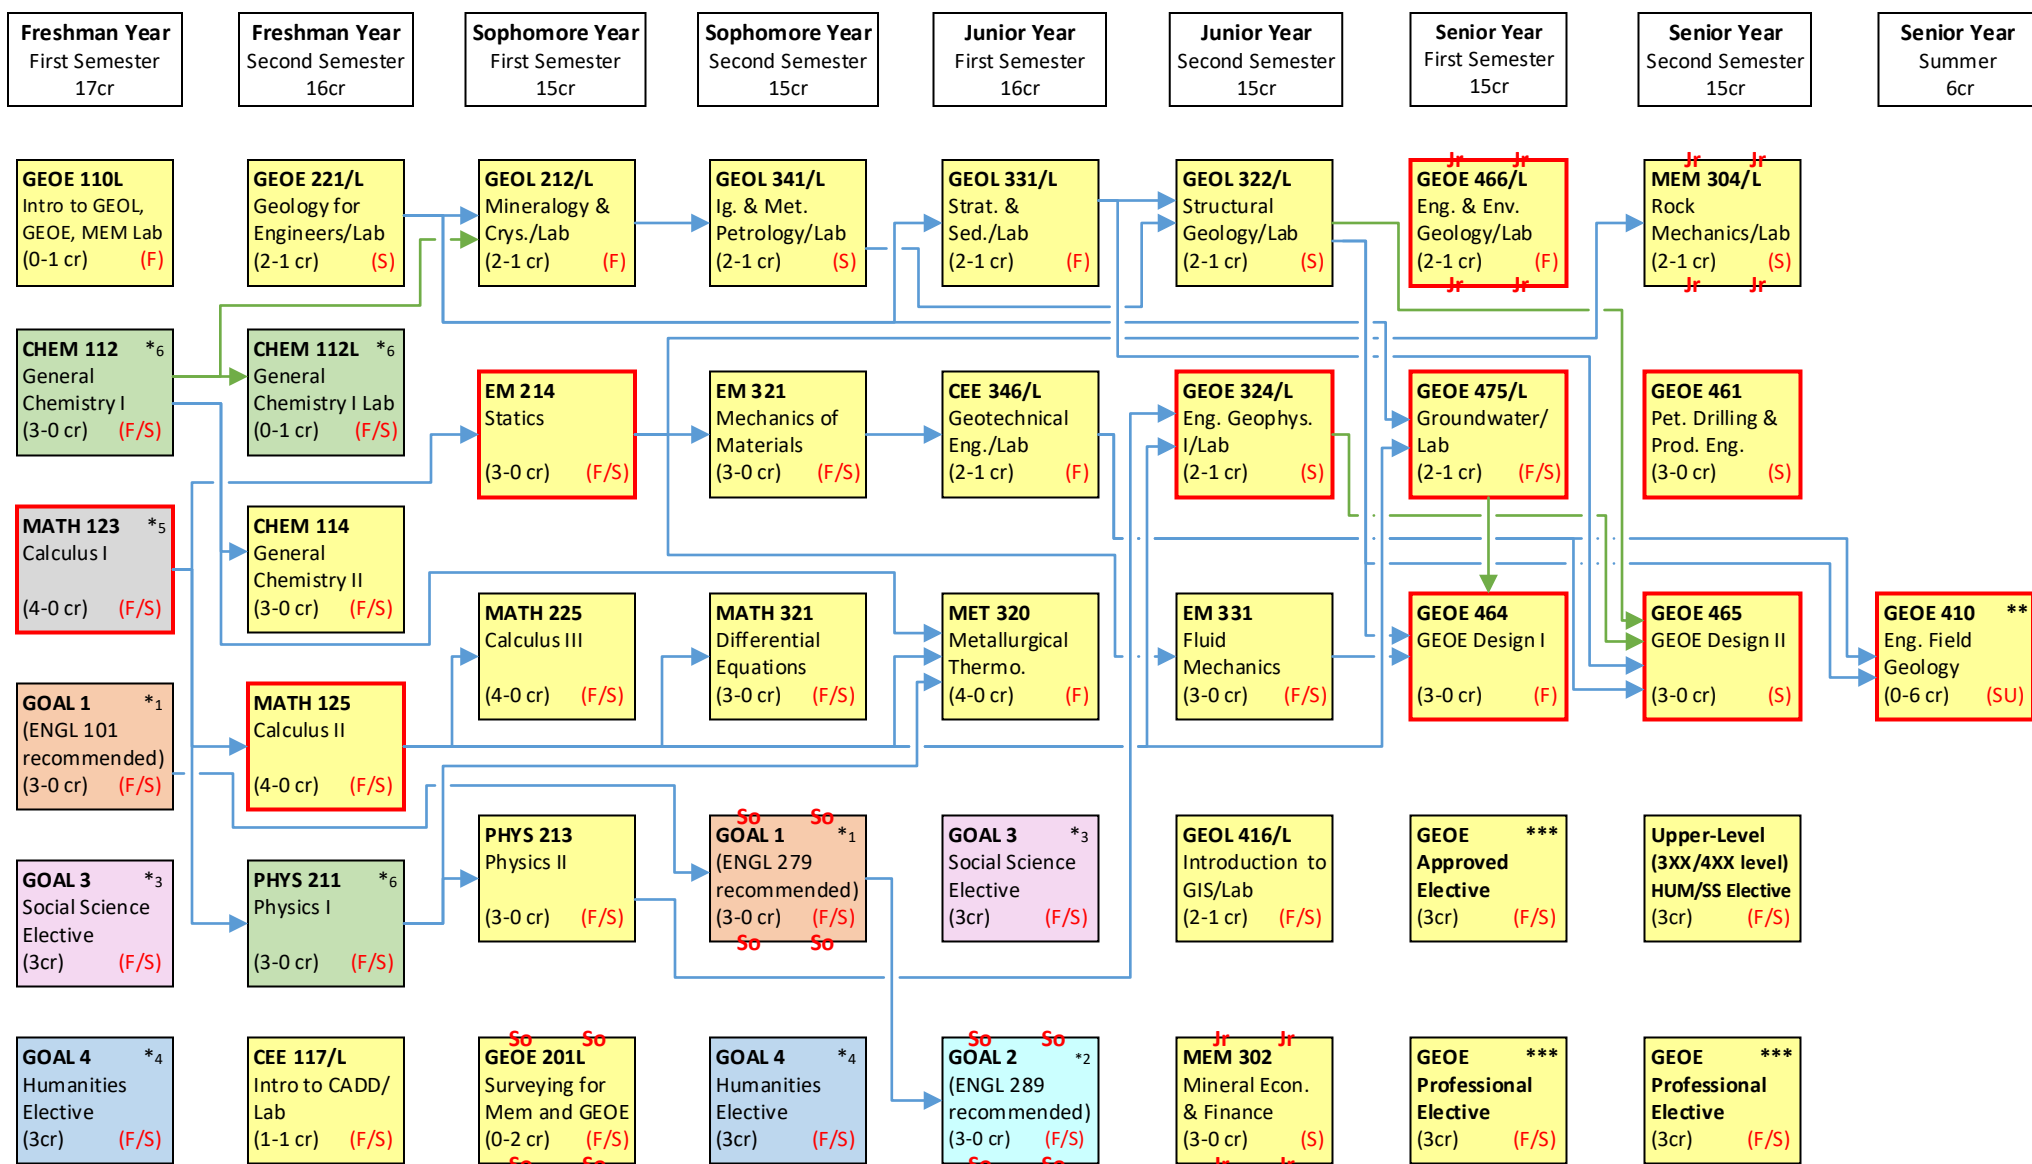 Freshman Year
First Semester
17cr
Freshman Year
Second Semester
16cr
Sophomore Year
First Semester
15cr
Sophomore Year
Second Semester
15cr
Junior Year
First Semester
16cr
Junior Year
Second Semester
15cr
Senior Year
First Semester
15cr
Senior Year
Second Semester
15cr
Senior Year
Summer
6cr
GEOE 110L
Intro to GEOL,
GEOE, MEM Lab
(0-1 cr) (F)
GEOE 221/L
Geology for
Engineers/Lab
(2-1 cr) (S)
GEOL 212/L
Mineralogy &
Crys./Lab
(2-1 cr) (F)
GEOL 341/L
Ig. & Met.
Petrology/Lab
(2-1 cr) (S)
GEOL 331/L
Strat. &
Sed./Lab
(2-1 cr) (F)
GEOL 322/L
Structural
Geology/Lab
(2-1 cr) (S)
Jr Jr
GEOE 466/L
Eng. & Env.
Geology/Lab
(2-1 cr) (F)
Jr Jr
Jr Jr
MEM 304/L
Rock
Mechanics/Lab
(2-1 cr) (S)
Jr Jr
CHEM 112 *6
General
Chemistry I
(3-0 cr) (F/S)
CHEM 112L *6
General
Chemistry I Lab
(0-1 cr) (F/S)
EM 214
Statics
(3-0 cr) (F/S)
EM 321
Mechanics of
Materials
(3-0 cr) (F/S)
CEE 346/L
Geotechnical
Eng./Lab
(2-1 cr) (F)
GEOE 324/L
Eng. Geophys.
I/Lab
(2-1 cr) (S)
GEOE 475/L
Groundwater/
Lab
(2-1 cr) (F/S)
GEOE 461
Pet. Drilling &
Prod. Eng.
(3-0 cr) (S)
MATH 123 *5
Calculus I
(4-0 cr) (F/S)
CHEM 114
General
Chemistry II
(3-0 cr) (F/S)
MATH 225
Calculus III
(4-0 cr) (F/S)
MATH 321
Differential
Equations
(3-0 cr) (F/S)
MET 320
Metallurgical
Thermo.
(4-0 cr) (F)
EM 331
Fluid
Mechanics
(3-0 cr) (F/S)
GEOE 464
GEOE Design I
(3-0 cr) (F)
GEOE 465
GEOE Design II
(3-0 cr) (S)
GEOE 410 **
Eng. Field
Geology
(0-6 cr) (SU)
GOAL 1 *1
(ENGL 101
recommended)
(3-0 cr) (F/S)
MATH 125
Calculus II
(4-0 cr) (F/S)
PHYS 213
Physics II
(3-0 cr) (F/S)
So So
GOAL 1 *1
(ENGL 279
recommended)
(3-0 cr) (F/S)
So So
GOAL 3 *3
Social Science
Elective
(3cr) (F/S)
GEOL 416/L
Introduction to
GIS/Lab
(2-1 cr) (F/S)
GEOE ***
Approved
Elective
(3cr) (F/S)
Upper-Level
(3XX/4XX level)
HUM/SS Elective
(3cr) (F/S)
GOAL 3 *3
Social Science
Elective
(3cr) (F/S)
PHYS 211 *6
Physics I
(3-0 cr) (F/S)
GOAL 4 *4
Humanities
Elective
(3cr) (F/S)
CEE 117/L
Intro to CADD/
Lab
(1-1 cr) (F/S)
So So
GEOE 201L
Surveying for
Mem and GEOE
(0-2 cr) (F/S)
So So
GOAL 4 *4
Humanities
Elective
(3cr) (F/S)
So So
GOAL 2 *2
(ENGL 289
recommended)
(3-0 cr) (F/S)
So So
Jr Jr
MEM 302
Mineral Econ.
& Finance
(3-0 cr) (S)
Jr Jr
GEOE ***
Professional
Elective
(3cr) (F/S)
GEOE ***
Professional
Elective
(3cr) (F/S)